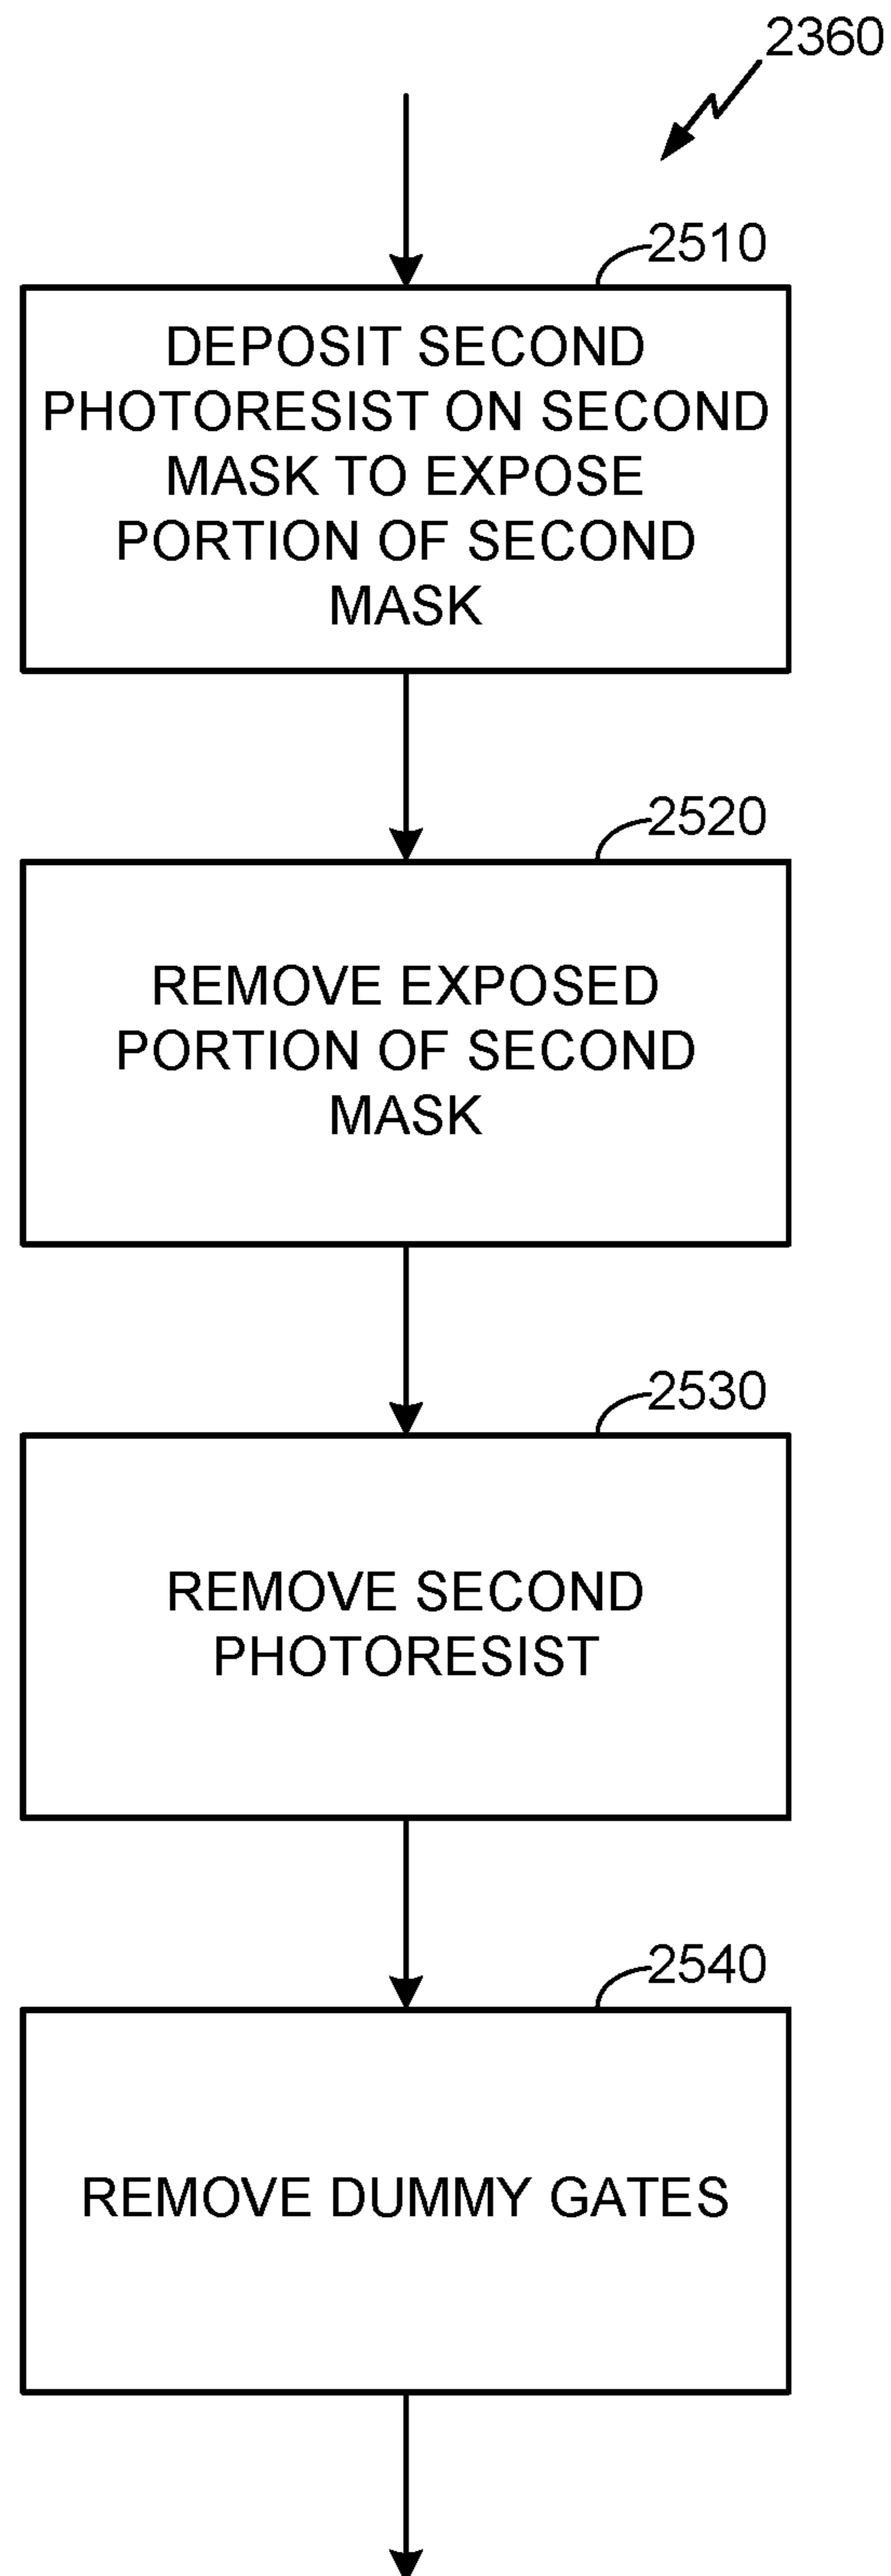 2360
2510
DEPOSIT SECOND
PHOTORESIST ON SECOND
MASK TO EXPOSE
PORTION OF SECOND
MASK
2520
REMOVE EXPOSED
PORTION OF SECOND
MASK
2530
REMOVE SECOND
PHOTORESIST
2540
REMOVE DUMMY GATES